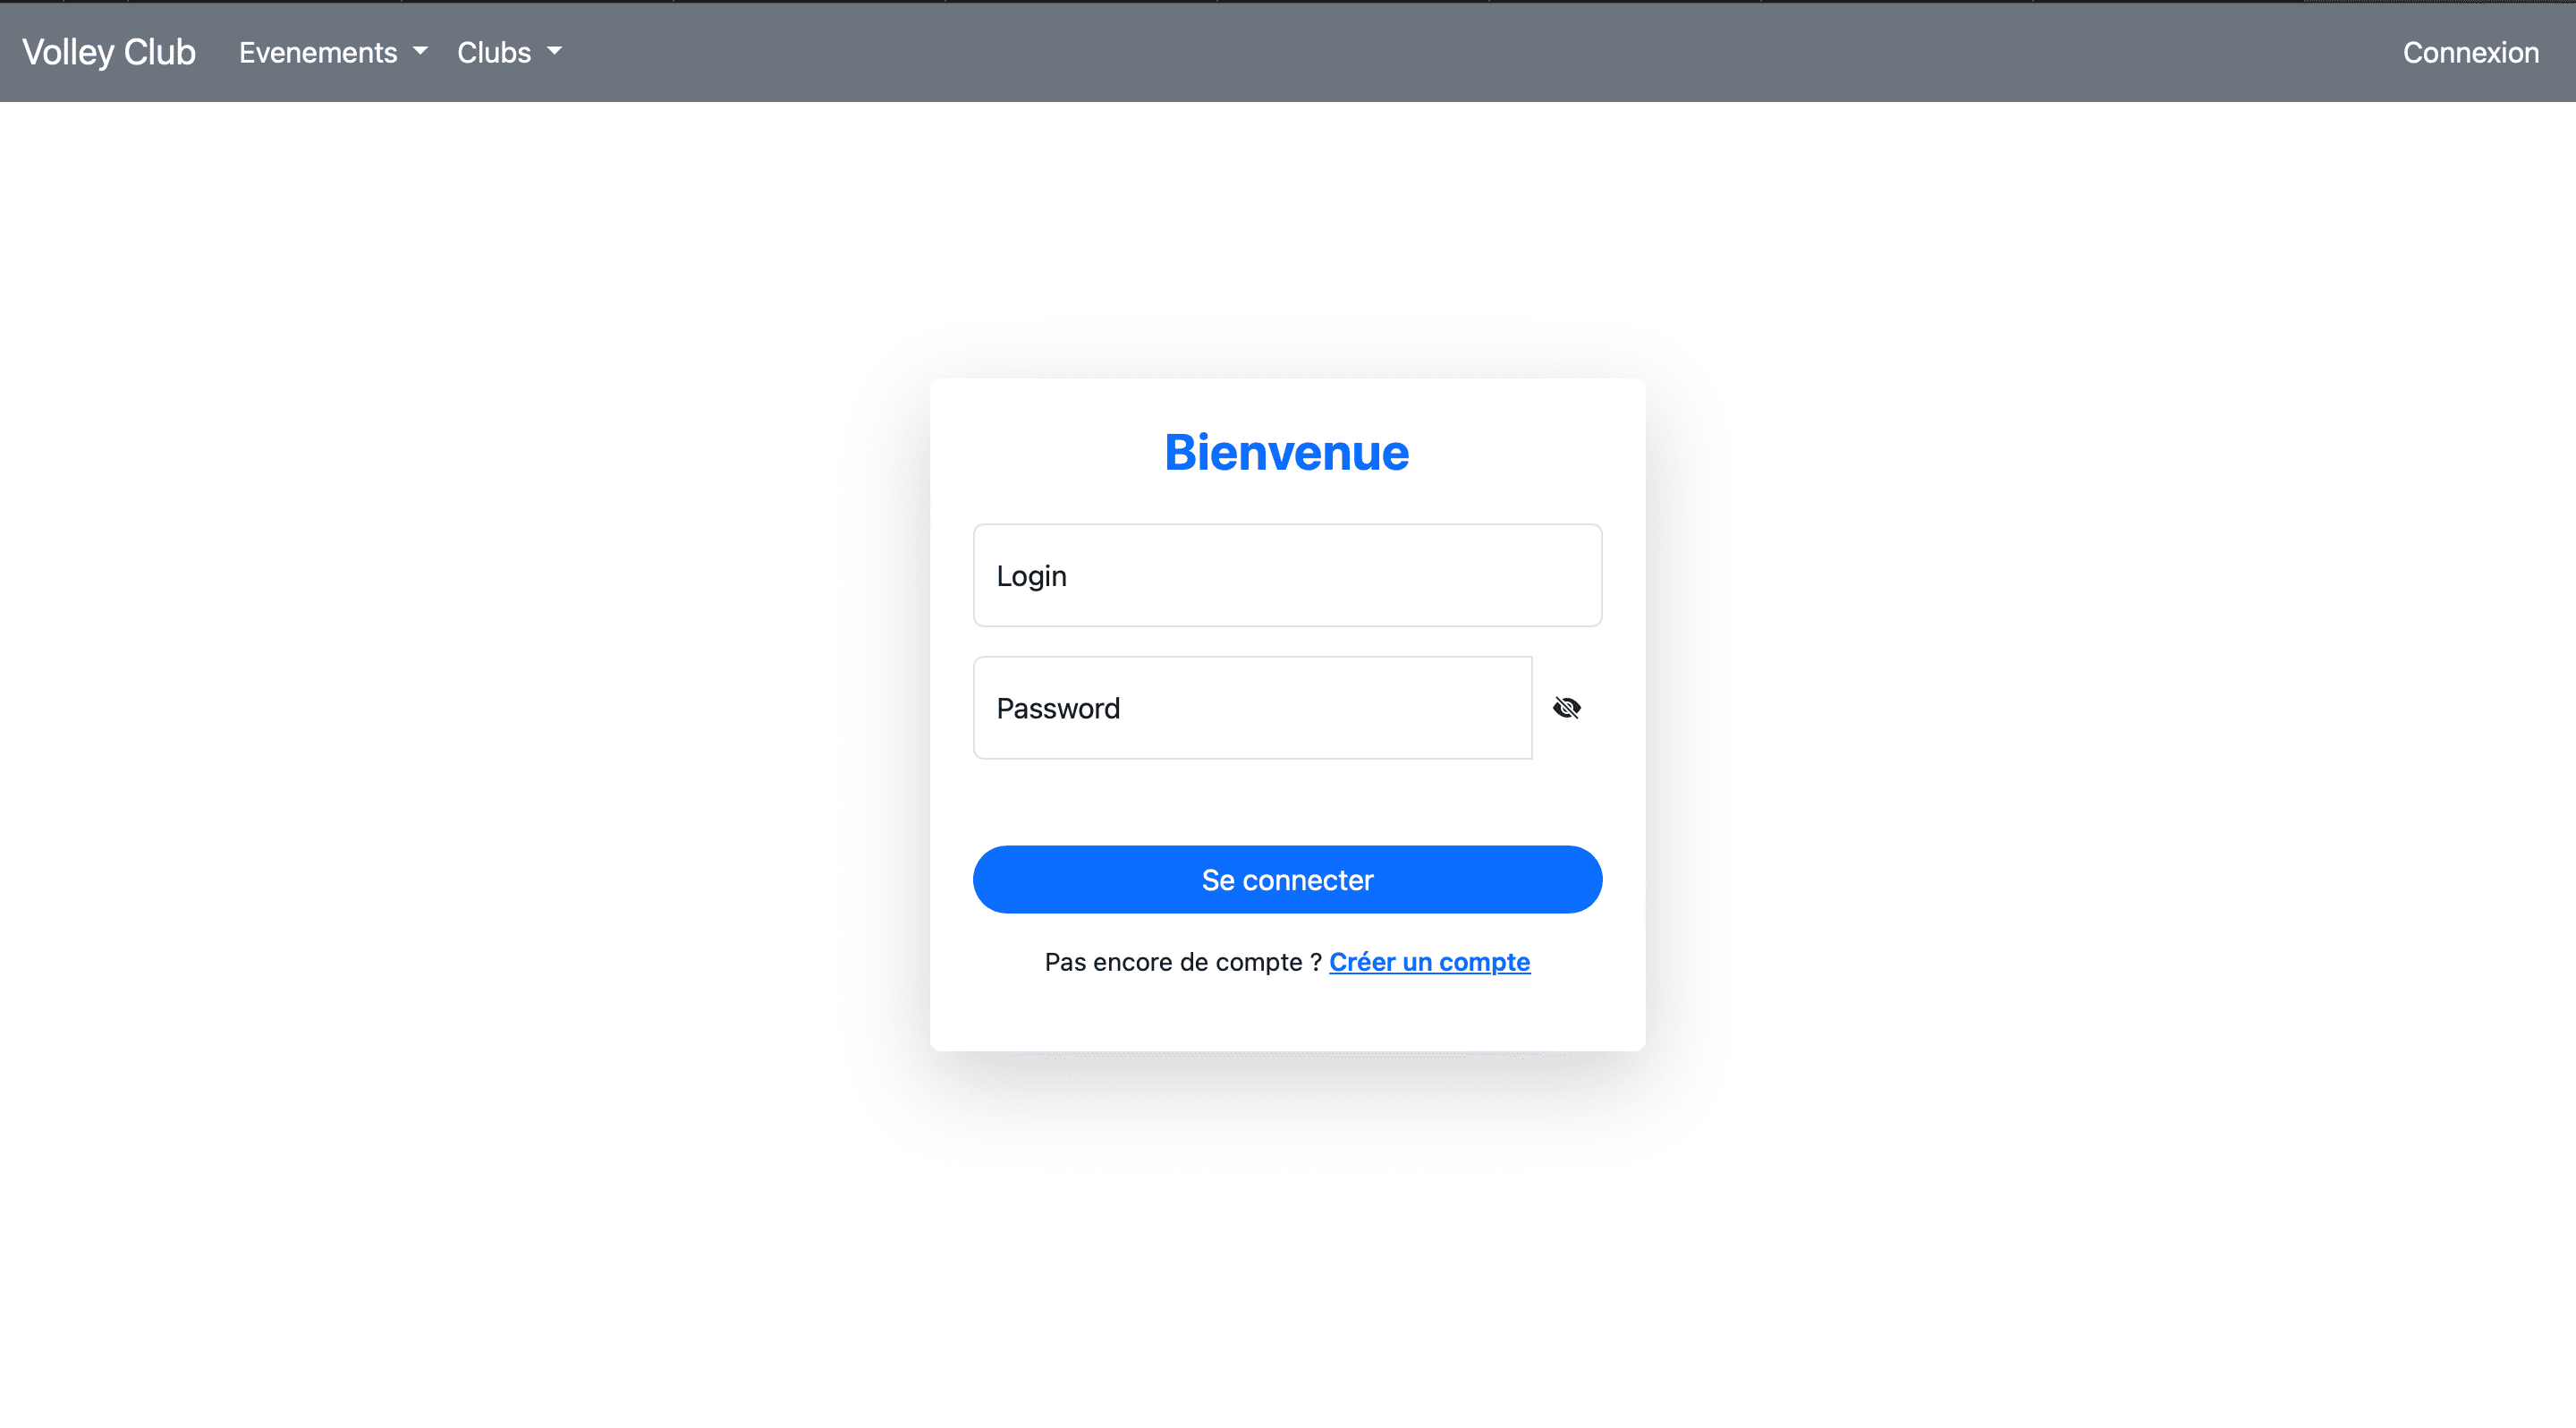 Volley Club Evenements Clubs Connexion
Bienvenue
Login
Password
Se connecter
Pas encore de compte ? Créer un compte